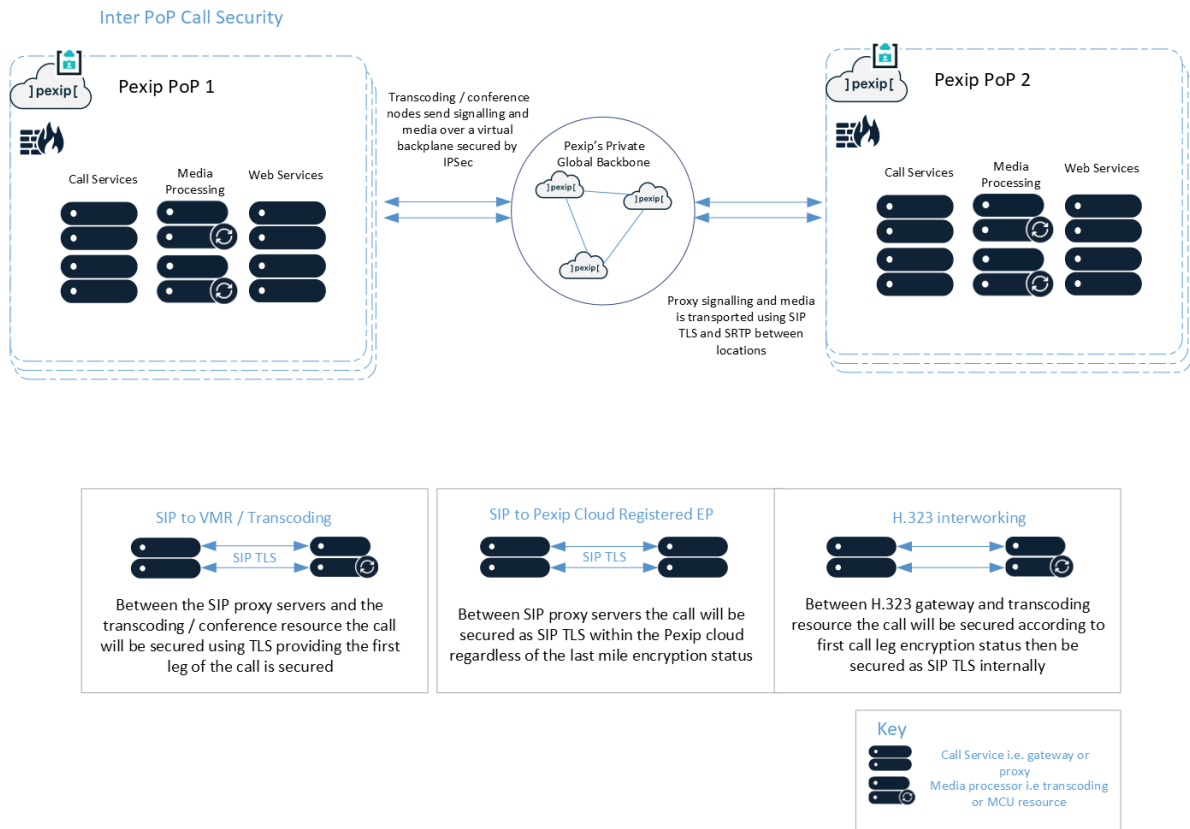 Inter PoP Call Security
]pexip[
Pexip PoP 1
Call Services
Media
Processing
Web Services
Transcoding / conference
nodes send signalling and
media over a virtual
backplane secured by
IPSec
Pexip's Private
Global Backbone
]pexip[
]pexip[
]pexip[
Proxy signalling and media
is transported using SIP
TLS and SRTP between
locations
]pexip[
Pexip PoP 2
Call Services
Media
Processing
Web Services
SIP to VMR / Transcoding
SIP TLS
Between the SIP proxy servers and the
transcoding / conference resource the call
will be secured using TLS providing the first
leg of the call is secured
SIP to Pexip Cloud Registered EP
SIP TLS
Between SIP proxy servers the call will be
secured as SIP TLS within the Pexip cloud
regardless of the last mile encryption status
H.323 interworking
Between H.323 gateway and transcoding
resource the call will be secured according to
first call leg encryption status then be
secured as SIP TLS internally
Key
Call Service i.e. gateway or
proxy
Media processor i.e transcoding
or MCU resource